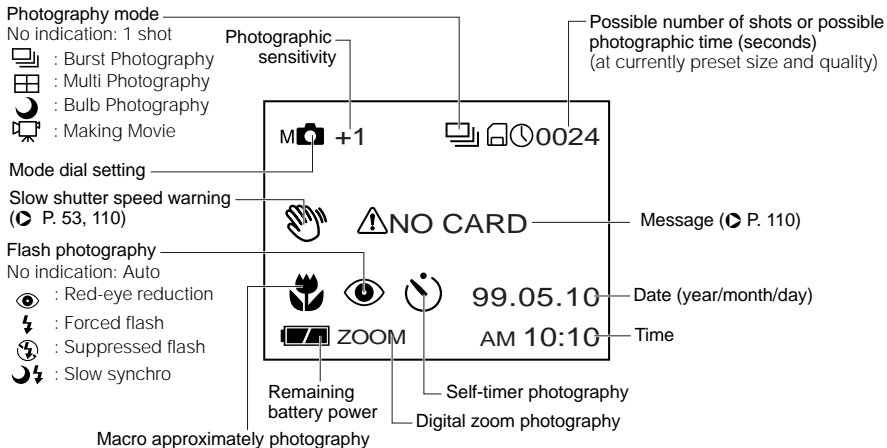 Photography mode
No indication: 1 shot
: Burst Photography
: Multi Photography
: Bulb Photography
: Making Movie
Mode dial setting
Slow shutter speed warning
( P. 53, 110)
Flash photography
No indication: Auto
: Red-eye reduction
: Forced flash
: Suppressed flash
: Slow synchro
Photographic
sensitivity
Possible number of shots or possible
photographic time (seconds)
(at currently preset size and quality)
M +1 0024
NO CARD
Message ( P. 110)
99.05.10
Date (year/month/day)
ZOOM AM 10:10
Time
Remaining
battery power
Self-timer photography
Digital zoom photography
Macro approximately photography